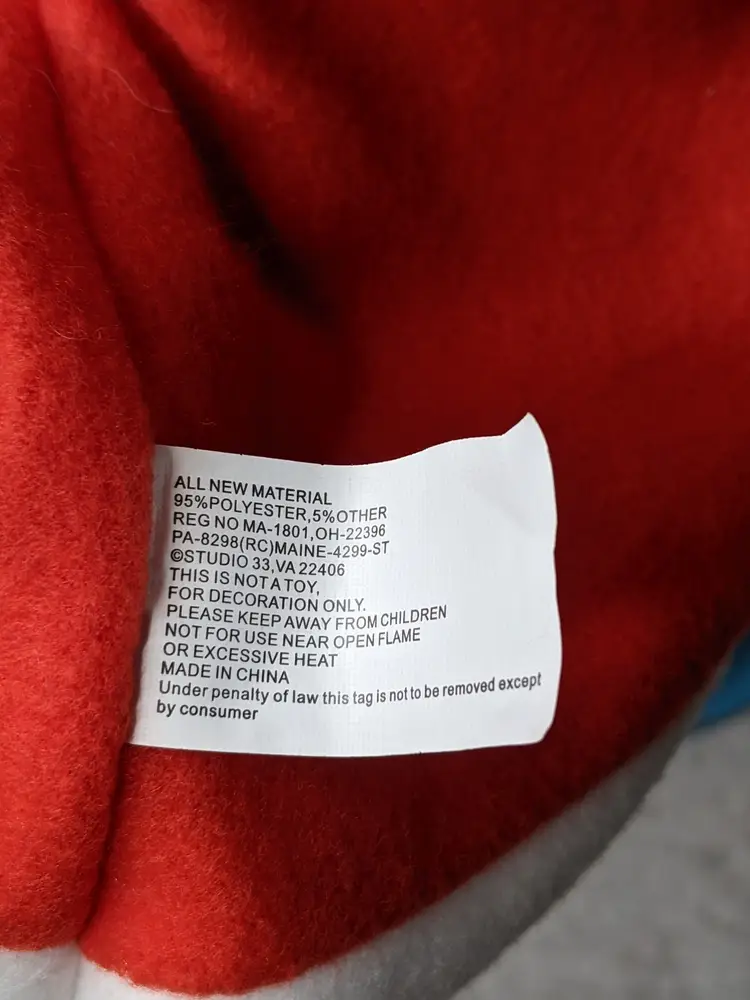 ALL NEW MATERIAL
95%POLYESTER,5%OTHER
REG NO MA-1801,OH-22396
PA-8298(RC)MAINE-4299-ST
©STUDIO 33,VA 22406
THIS IS NOT A TOY,
FOR DECORATION ONLY.
PLEASE KEEP AWAY FROM CHILDREN
NOT FOR USE NEAR OPEN FLAME
OR EXCESSIVE HEAT
MADE IN CHINA
Under penalty of law this tag is not to be removed except
by consumer